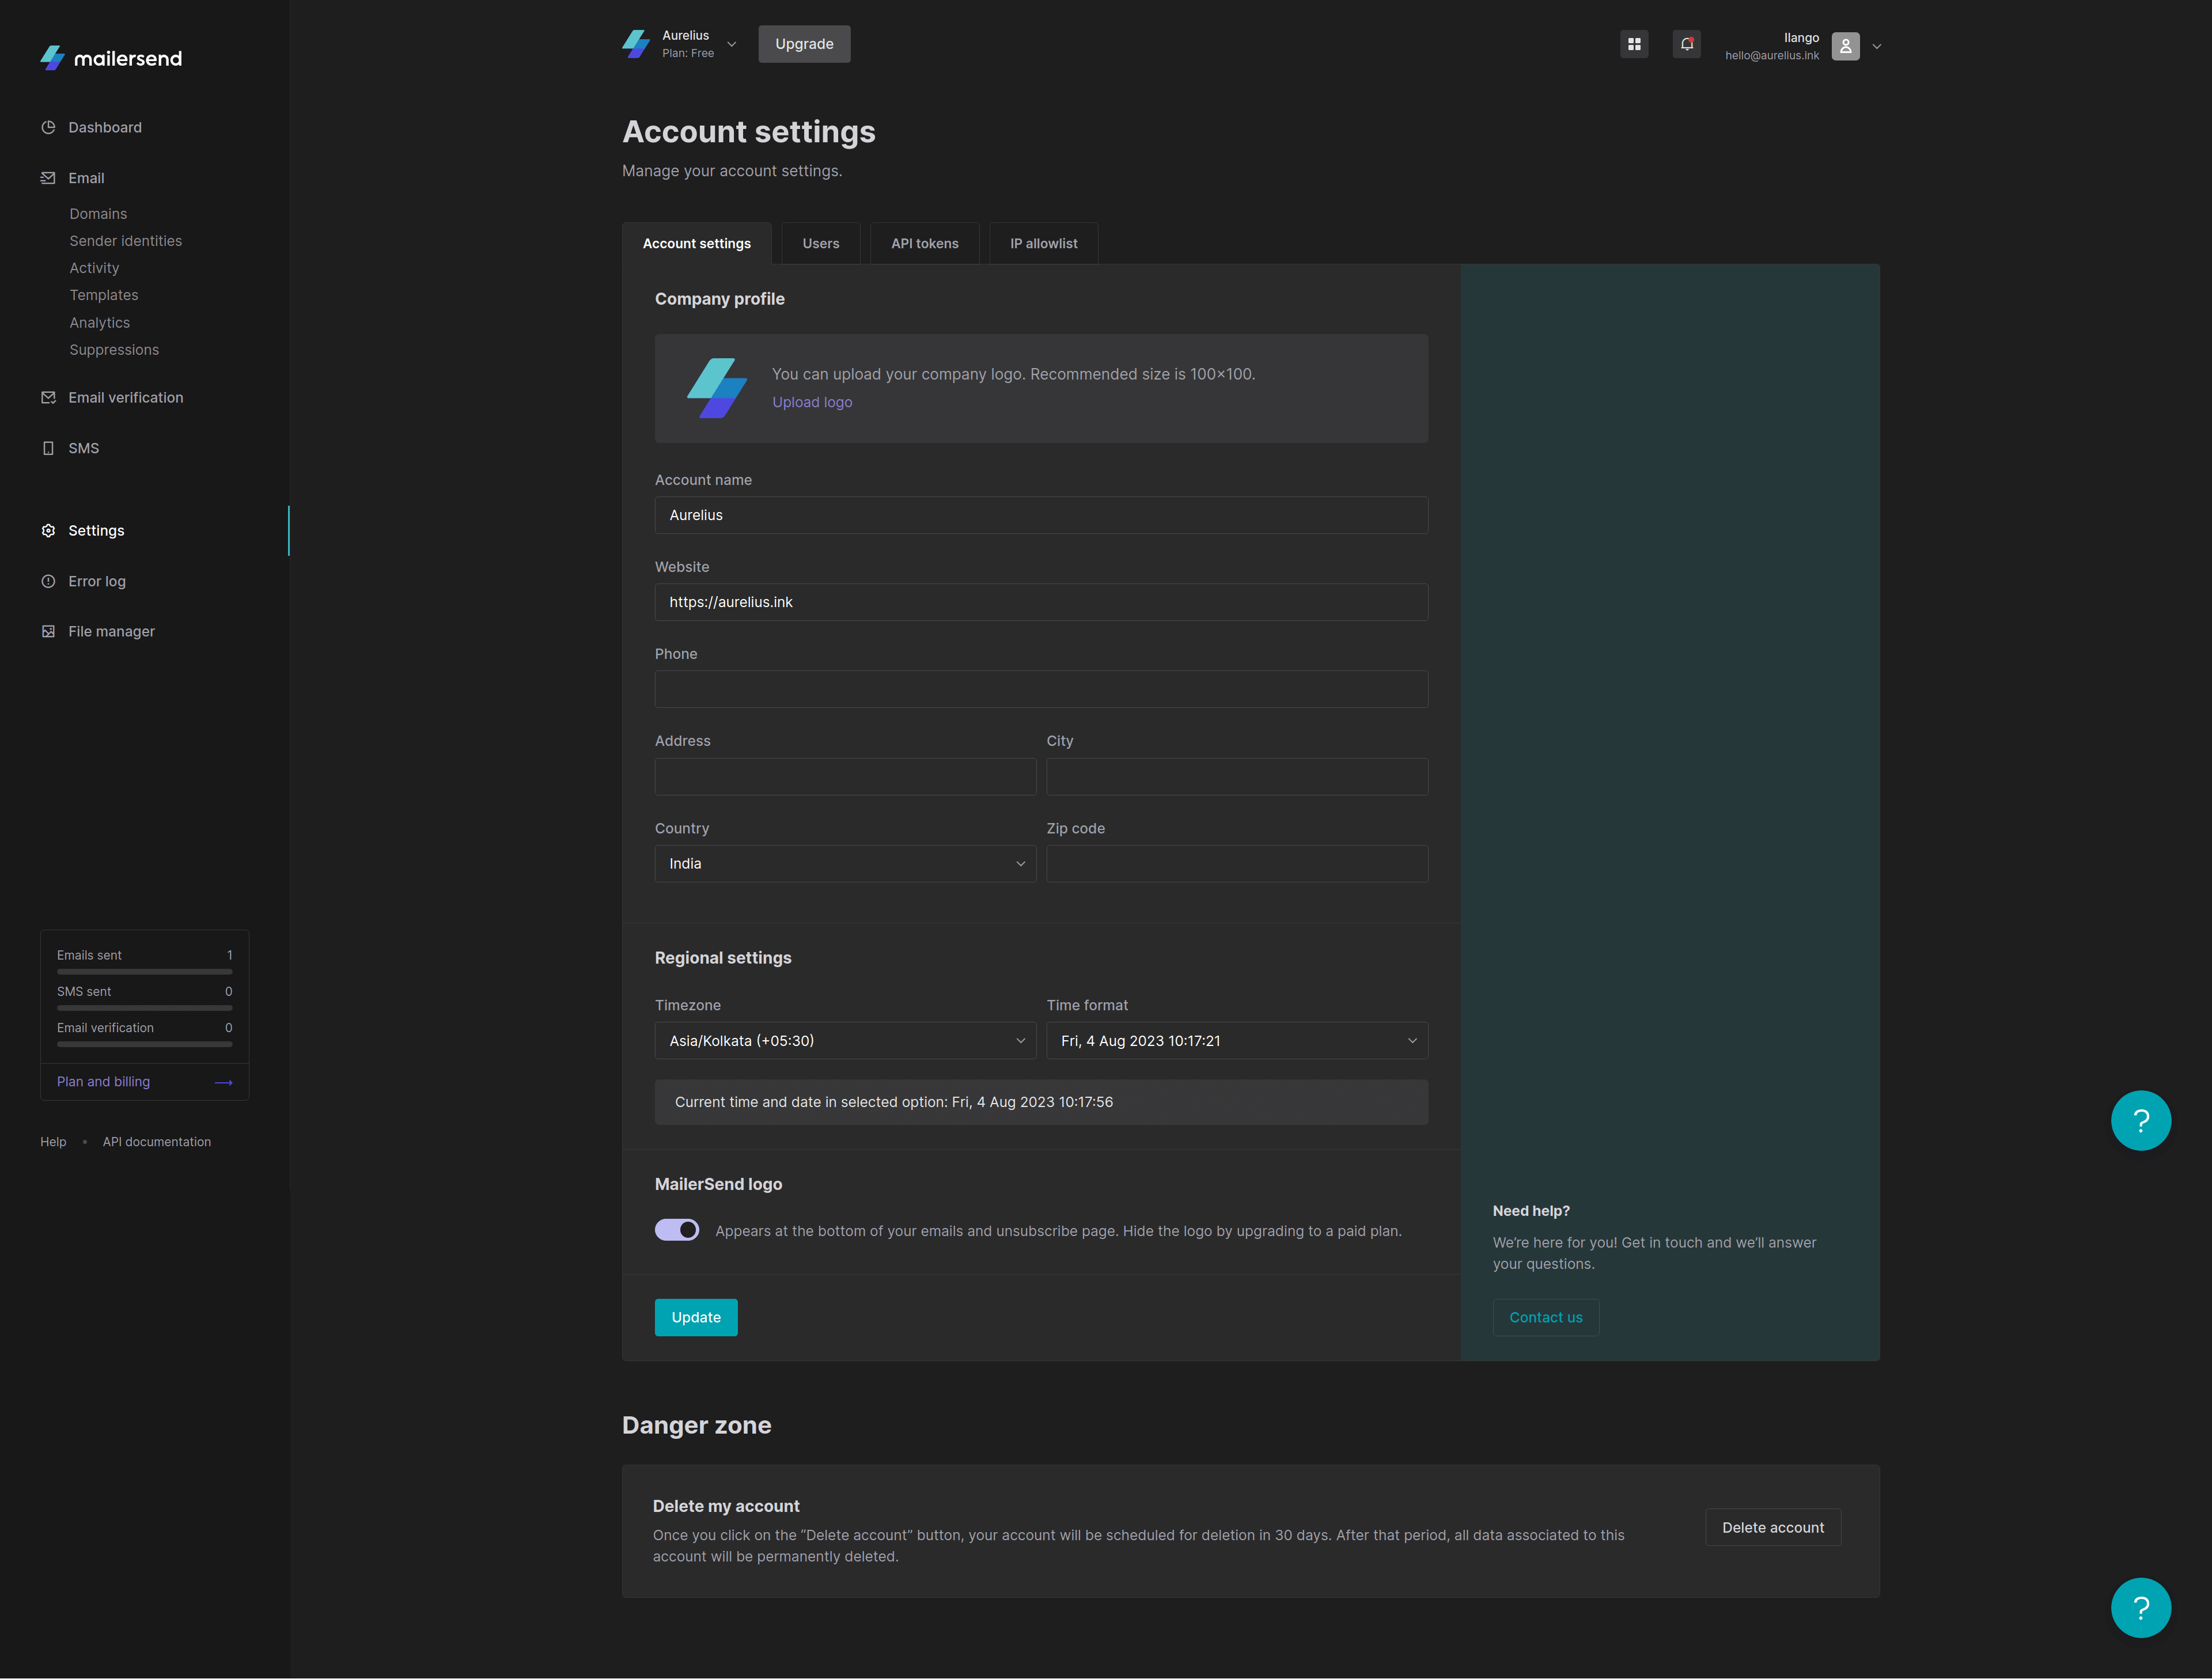 mailersend
Dashboard
Email
Domains
Sender identities
Activity
Templates
Analytics
Suppressions
Email verification
SMS
Settings
Error log
File manager
Emails sent 1
SMS sent 0
Email verification 0
Plan and billing
Help • API documentation
Aurelius
Plan: Free
Upgrade
Ilango
hello@aurelius.ink
Account settings
Manage your account settings.
Account settings Users API tokens IP allowlist
Company profile
You can upload your company logo. Recommended size is 100×100.
Upload logo
Account name
Aurelius
Website
https://aurelius.ink
Phone
Address City
Country Zip code
India
Regional settings
Timezone Time format
Asia/Kolkata (+05:30) Fri, 4 Aug 2023 10:17:21
Current time and date in selected option: Fri, 4 Aug 2023 10:17:56
MailerSend logo
Appears at the bottom of your emails and unsubscribe page. Hide the logo by upgrading to a paid plan.
Update
Need help?
We’re here for you! Get in touch and we’ll answer
your questions.
Contact us
?
Danger zone
Delete my account
Once you click on the “Delete account” button, your account will be scheduled for deletion in 30 days. After that period, all data associated to this
account will be permanently deleted.
Delete account
?